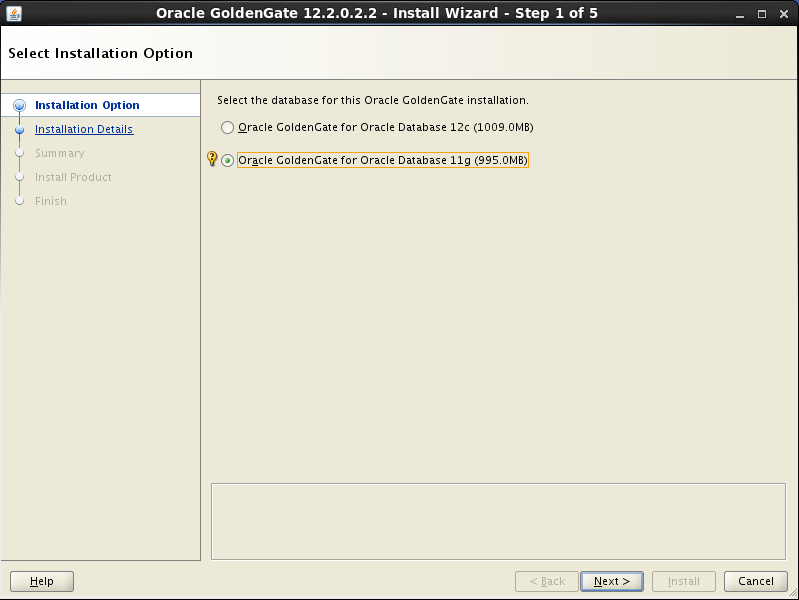 Oracle GoldenGate 12.2.0.2.2 - Install Wizard - Step 1 of 5
Select Installation Option
Installation Option
Installation Details
Summary
Install Product
Finish
Select the database for this Oracle GoldenGate installation.
Oracle GoldenGate for Oracle Database 12c (1009.0MB)
Oracle GoldenGate for Oracle Database 11g (995.0MB)
Help
< Back
Next >
Install
Cancel